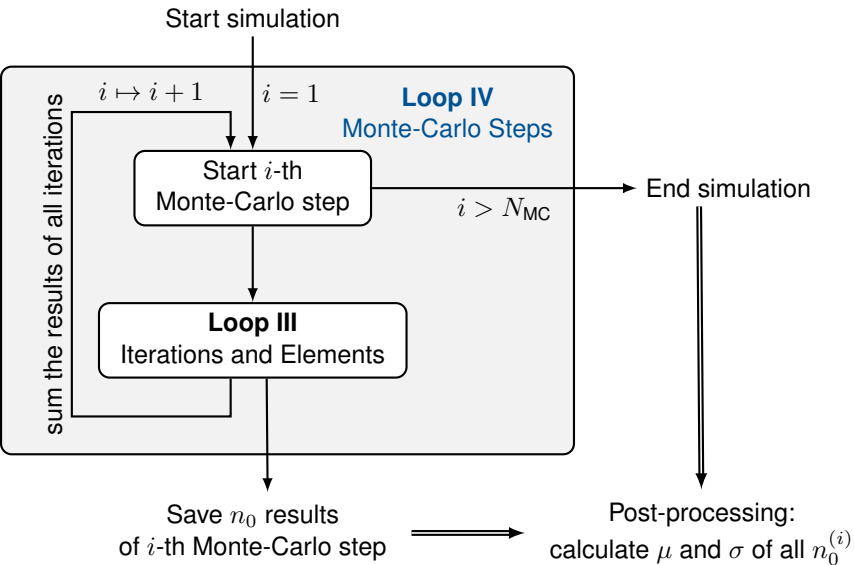 Start simulation
i ↦ i + 1
i = 1
Loop IV
Monte-Carlo Steps
sum the results of all iterations
Start i-th
Monte-Carlo step
End simulation
i > N_MC
Loop III
Iterations and Elements
Save n₀ results
of i-th Monte-Carlo step
Post-processing:
calculate μ and σ of all n₀⁽ⁱ⁾